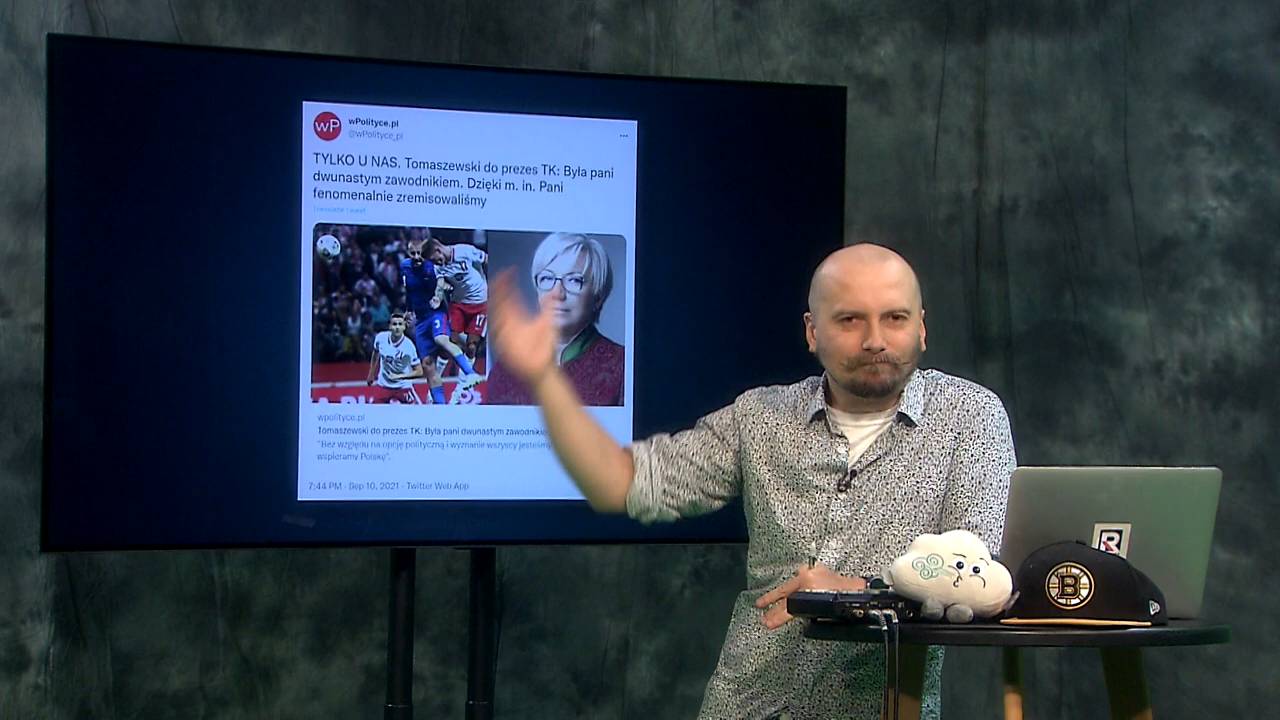 wP
wPolityce.pl
@wPolityce_pl
TYLKO U NAS. Tomaszewski do prezes TK: Była pani
dwunastym zawodnikiem. Dzięki m. in. Pani
fenomenalnie zremisowaliśmy
3
17
wpolityce.pl
Tomaszewski do prezes TK: Była pani dwunastym
"Bez względu na opcję polityczną i wyznanie wszyscy
wspieramy Polskę".
7:44 PM · Sep 10, 2021 · Twitter Web App
R
B